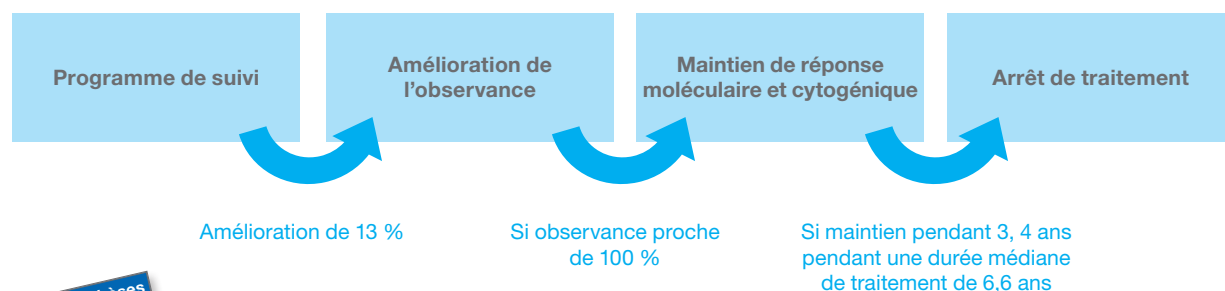 Programme de suivi
Amélioration de
l'observance
Maintien de réponse
moléculaire et cytogénique
Arrêt de traitement
Amélioration de 13 %
Si observance proche
de 100 %
Si maintien pendant 3, 4 ans
pendant une durée médiane
de traitement de 6,6 ans